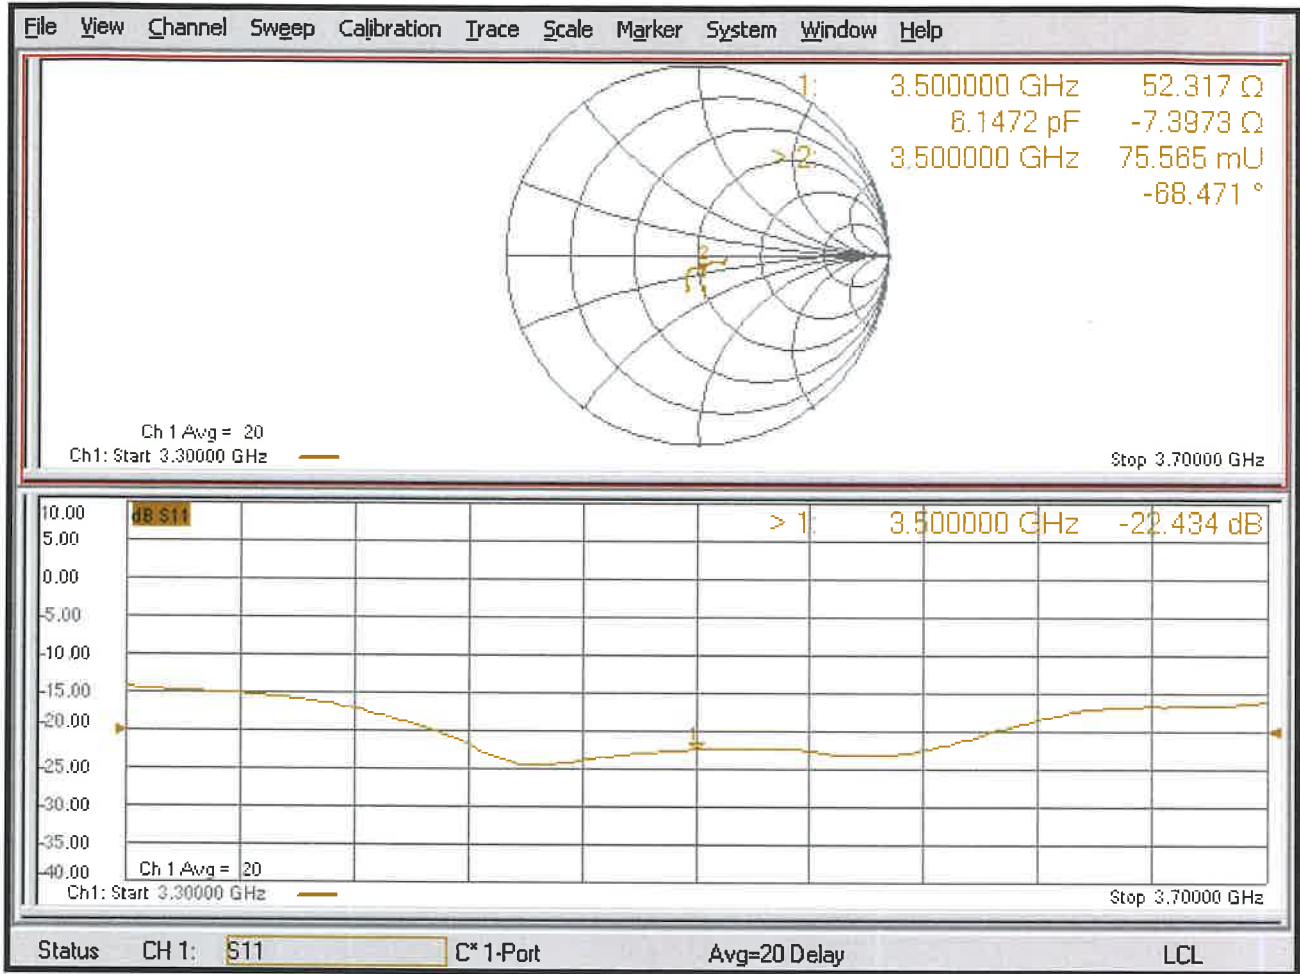 File View Channel Sweep Calibration Trace Scale Marker System Window Help
1: 3.500000 GHz 52.317 Ω
6.1472 pF -7.3973 Ω
> 2: 3.500000 GHz 75.565 mU
-68.471 °
2
Ch 1 Avg = 20
Ch1: Start 3.30000 GHz
Stop 3.70000 GHz
10.00
dB S11
> 1: 3.500000 GHz -22.434 dB
5.00
0.00
-5.00
-10.00
-15.00
-20.00
1
-25.00
-30.00
-35.00
-40.00
Ch 1 Avg = 20
Ch1: Start 3.30000 GHz
Stop 3.70000 GHz
Status CH 1: S11 C* 1-Port Avg=20 Delay LCL